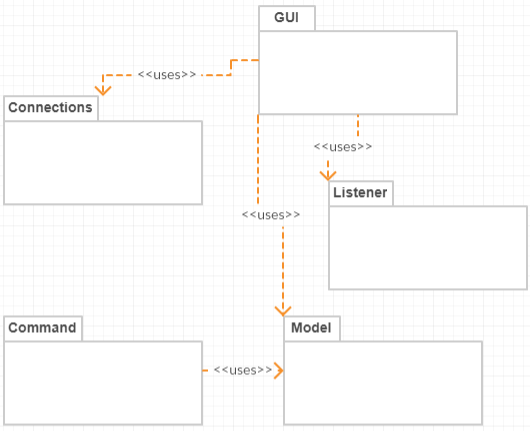 GUI
<<uses>>
Connections
<<uses>>
Listener
<<uses>>
Command
Model
<<uses>>